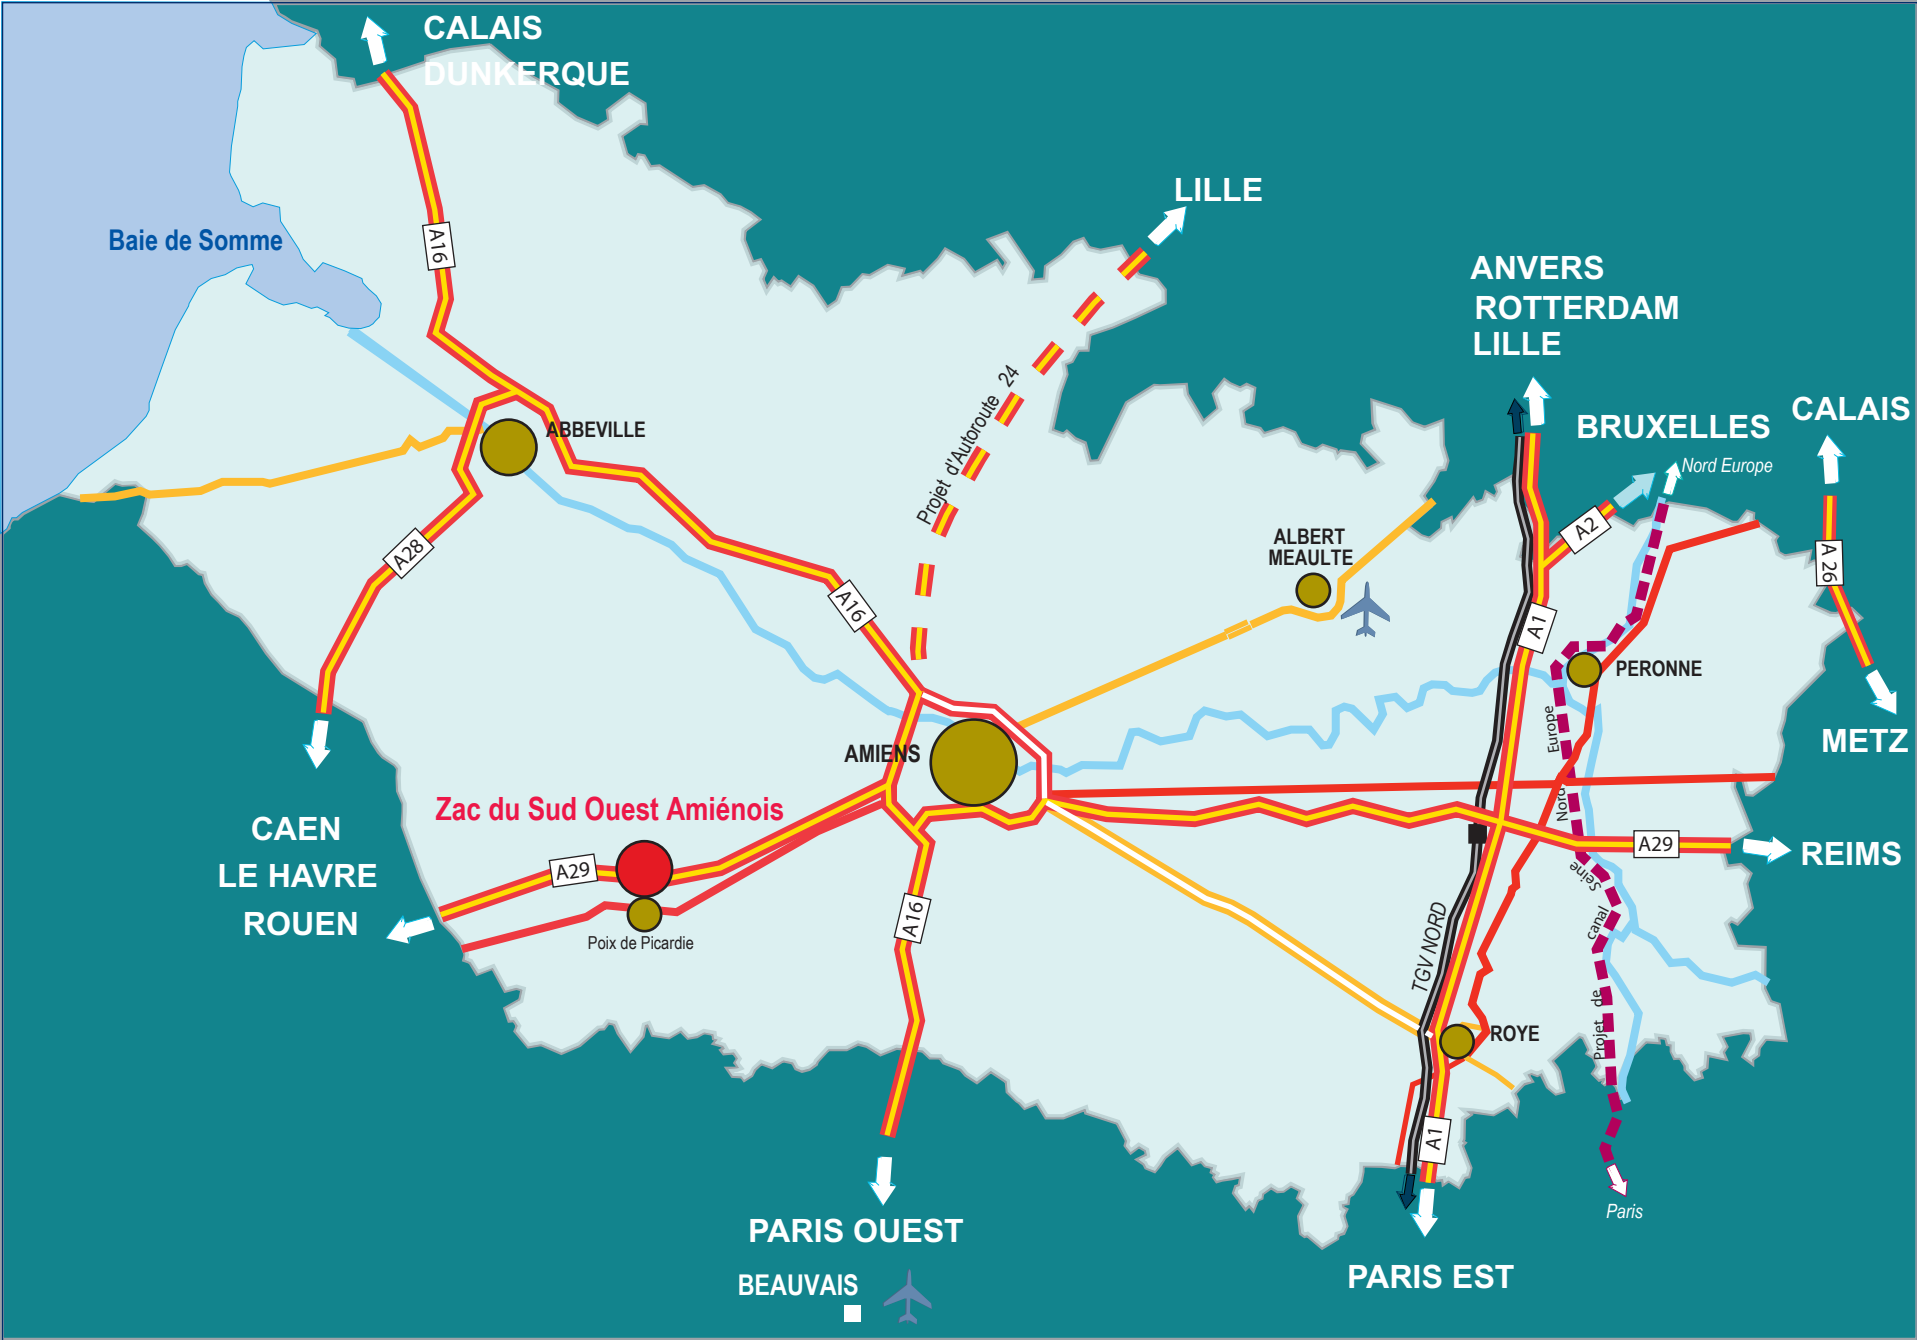 CALAIS
DUNKERQUE
LILLE
Baie de Somme
A16
ANVERS
ROTTERDAM
LILLE
Projet d'Autoroute 24
CALAIS
BRUXELLES
Nord Europe
ABBEVILLE
A28
A2
ALBERT
MEAULTE
A 26
A16
A1
PERONNE
METZ
AMIENS
Zac du Sud Ouest Amiénois
Projet de canal Seine Nord Europe
CAEN
LE HAVRE
ROUEN
A29
A29
REIMS
Poix de Picardie
A16
TGV NORD
ROYE
A1
Paris
PARIS OUEST
BEAUVAIS
PARIS EST